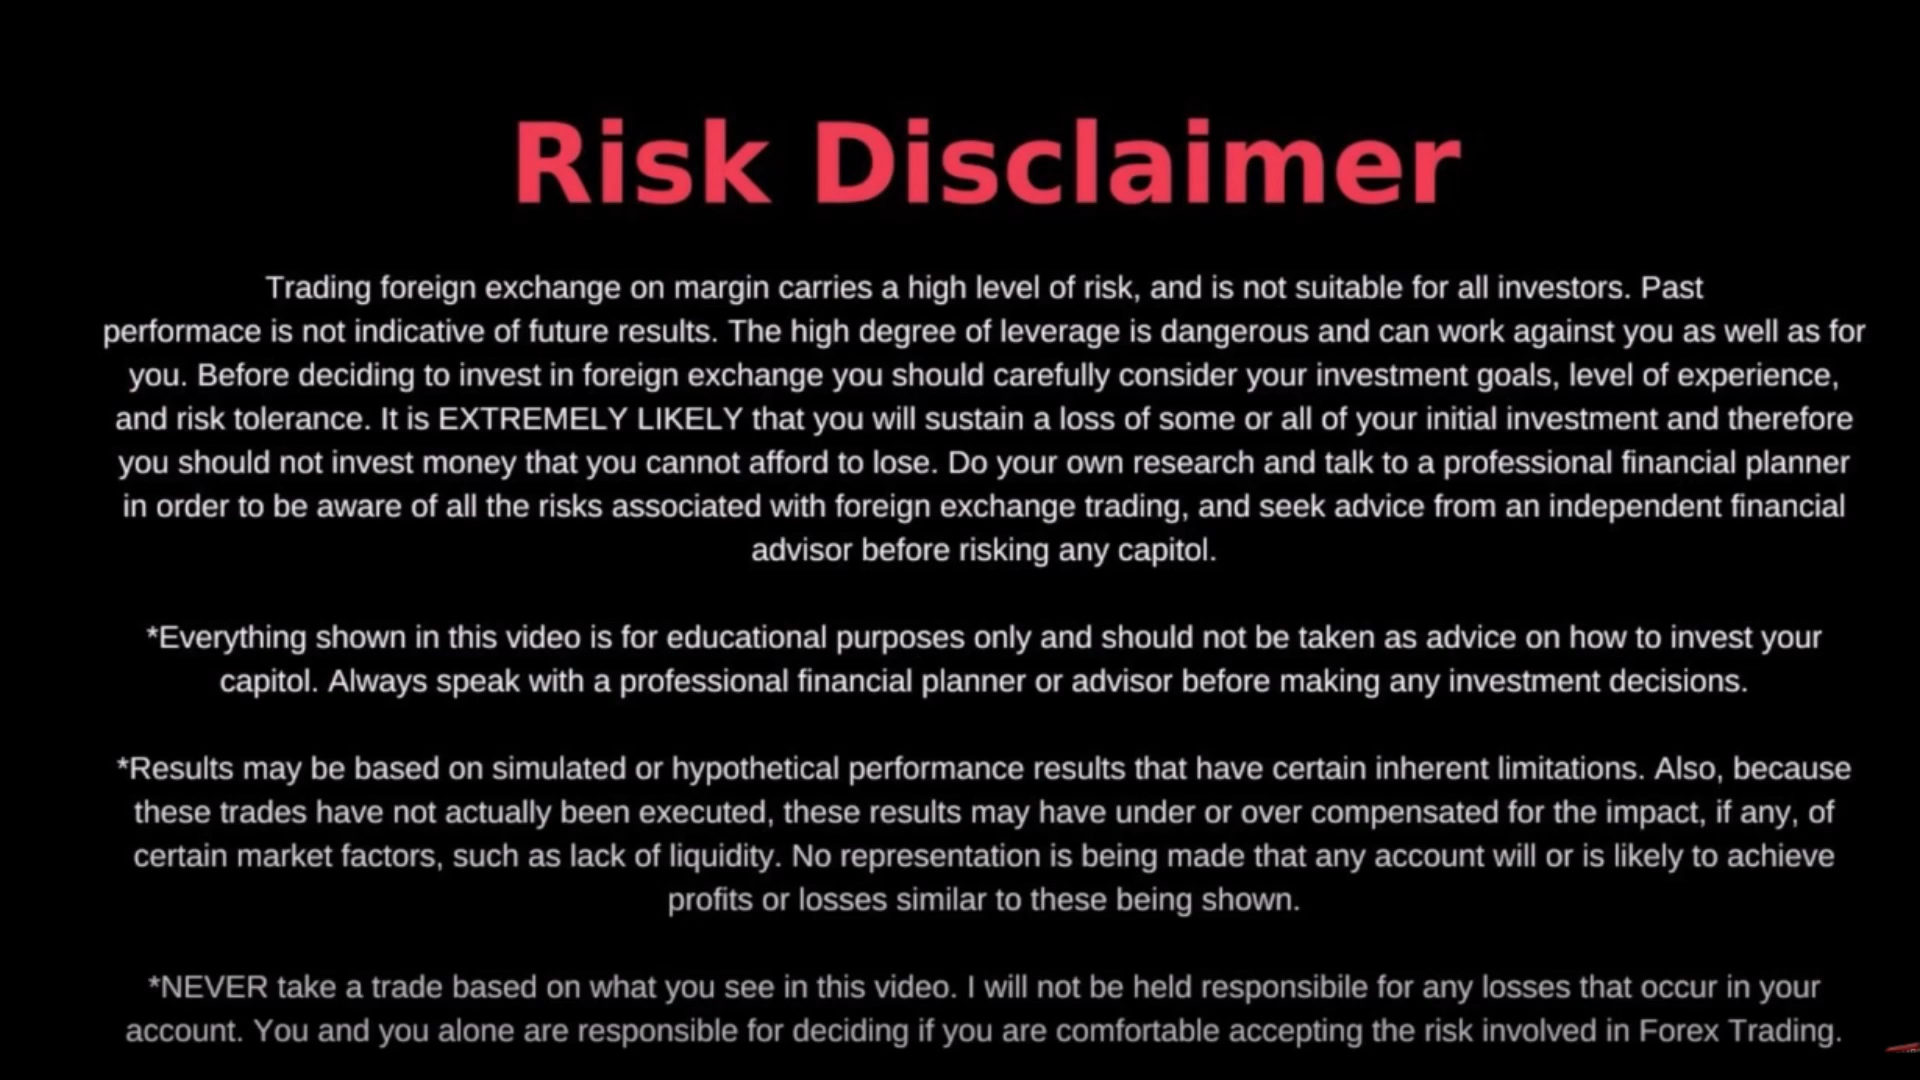 Risk Disclaimer
Trading foreign exchange on margin carries a high level of risk, and is not suitable for all investors. Past
performace is not indicative of future results. The high degree of leverage is dangerous and can work against you as well as for
you. Before deciding to invest in foreign exchange you should carefully consider your investment goals, level of experience,
and risk tolerance. It is EXTREMELY LIKELY that you will sustain a loss of some or all of your initial investment and therefore
you should not invest money that you cannot afford to lose. Do your own research and talk to a professional financial planner
in order to be aware of all the risks associated with foreign exchange trading, and seek advice from an independent financial
advisor before risking any capitol.
*Everything shown in this video is for educational purposes only and should not be taken as advice on how to invest your
capitol. Always speak with a professional financial planner or advisor before making any investment decisions.
*Results may be based on simulated or hypothetical performance results that have certain inherent limitations. Also, because
these trades have not actually been executed, these results may have under or over compensated for the impact, if any, of
certain market factors, such as lack of liquidity. No representation is being made that any account will or is likely to achieve
profits or losses similar to these being shown.
*NEVER take a trade based on what you see in this video. I will not be held responsibile for any losses that occur in your
account. You and you alone are responsible for deciding if you are comfortable accepting the risk involved in Forex Trading.